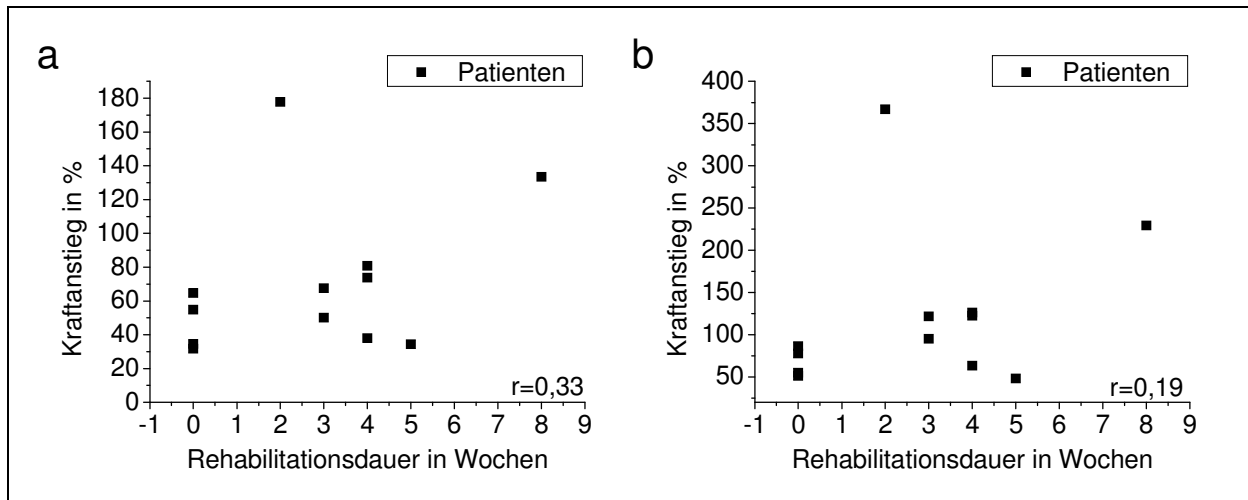 a
Patienten
180
160
140
120
100
80
60
40
20
0
Kraftanstieg in %
r=0,33
-1 0 1 2 3 4 5 6 7 8 9
Rehabilitationsdauer in Wochen
b
Patienten
400
350
300
250
200
150
100
50
Kraftanstieg in %
r=0,19
-1 0 1 2 3 4 5 6 7 8 9
Rehabilitationsdauer in Wochen